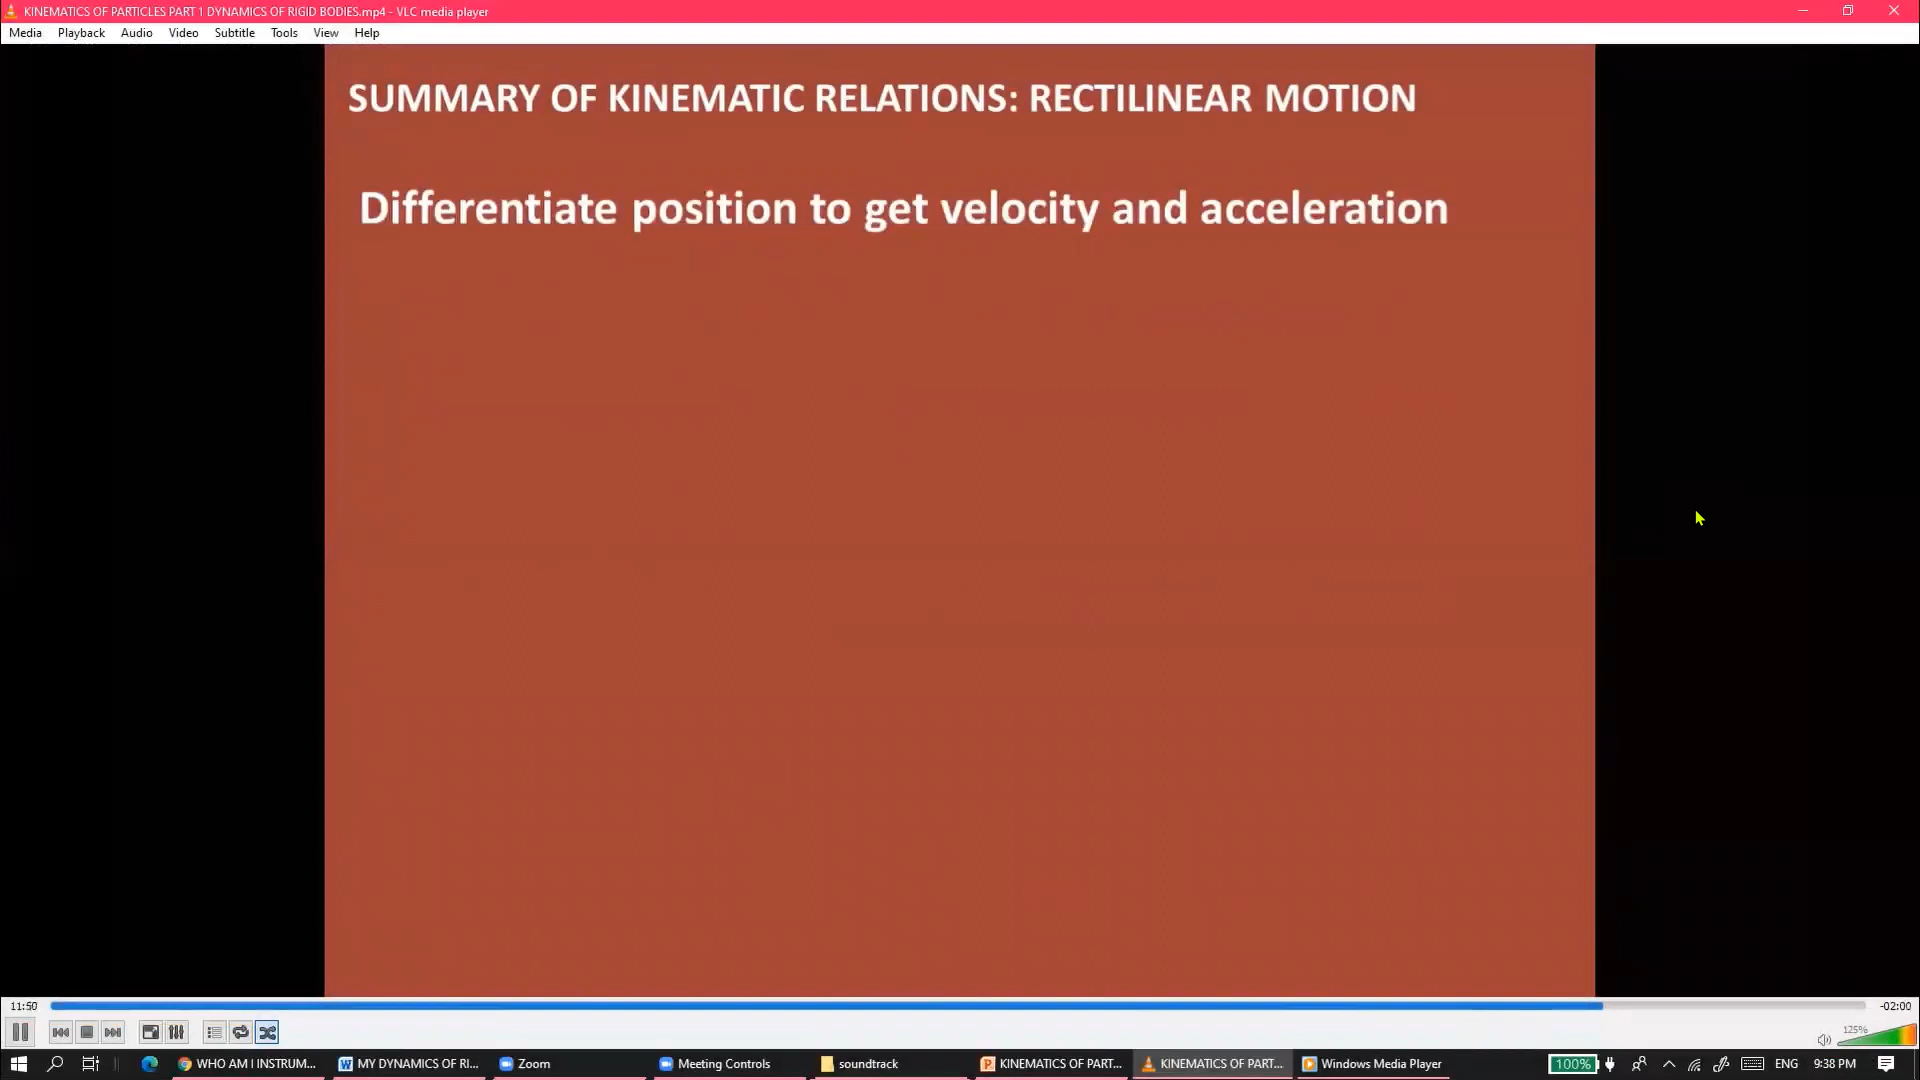 KINEMATICS OF PARTICLES PART 1 DYNAMICS OF RIGID BODIES.mp4 - VLC media player
Media Playback Audio Video Subtitle Tools View Help
SUMMARY OF KINEMATIC RELATIONS: RECTILINEAR MOTION
Differentiate position to get velocity and acceleration
11:50 -02:00
125%
WHO AM I INSTRUM... MY DYNAMICS OF RI... Zoom Meeting Controls soundtrack KINEMATICS OF PART... KINEMATICS OF PART... Windows Media Player 100% ENG 9:38 PM